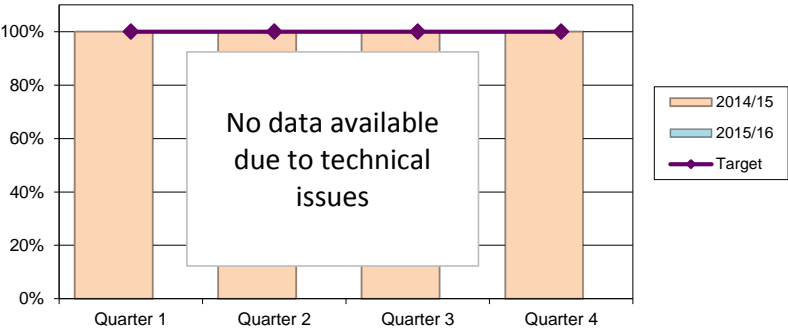 100%
80%
60%
40%
20%
0%
No data available
due to technical
issues
Quarter 1 Quarter 2 Quarter 3 Quarter 4
2014/15
2015/16
Target